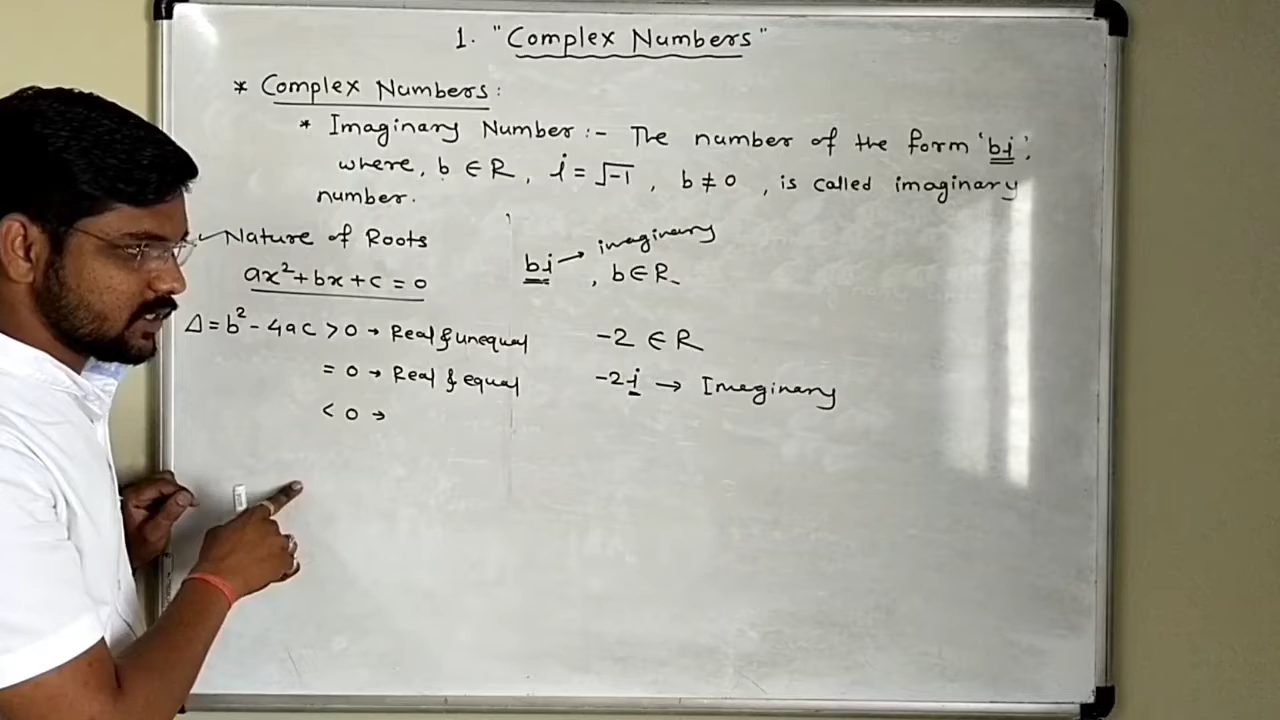 1. "Complex Numbers"
* Complex Numbers:
* Imaginary Number:- The number of the form 'bi',
where, b ∈ R, i = √-1, b ≠ 0, is called imaginary
number.
Nature of Roots
ax²+bx+c = 0
Δ = b² - 4ac > 0 → Real & unequal
= 0 → Real & equal
< 0 →
bi → imaginary
, b ∈ R
-2 ∈ R
-2i → Imaginary